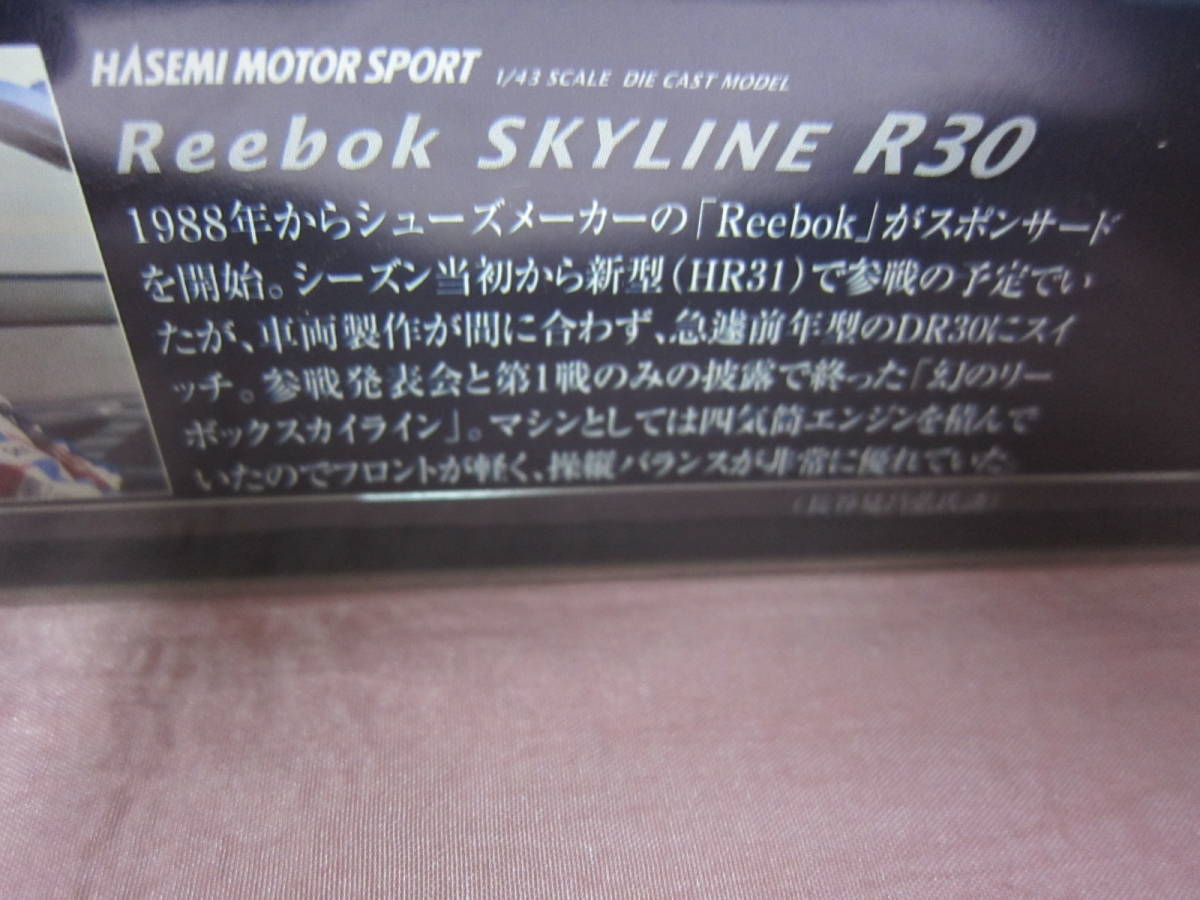 HASEMI MOTOR SPORT 1/43 SCALE DIE CAST MODEL
Reebok SKYLINE R30
1988年からシューズメーカーの「Reebok」がスポンサード
を開始。シーズン当初から新型(HR31)で参戦の予定でい
たが、車両製作が間に合わず、急遽前年型のDR30にスイ
ッチ。参戦発表会と第1戦のみの披露で終った「幻のリー
ボックスカイライン」。マシンとしては四気筒エンジンを積んで
いたのでフロントが軽く、操縦バランスが非常に優れていた。